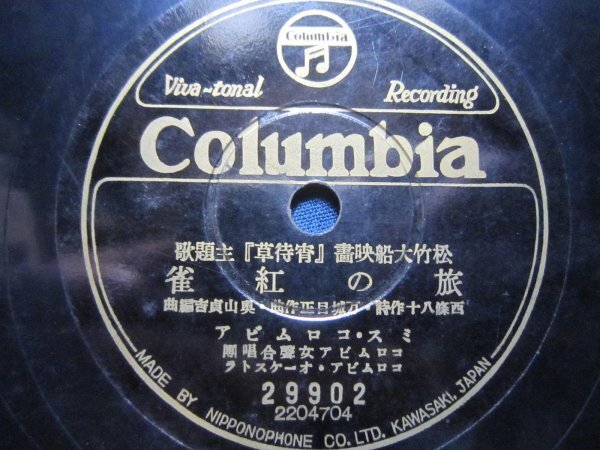 Columbia
Viva-tonal Recording
Columbia
松竹大船映畫『宵待草』主題歌
旅の紅雀
西條八十作詩・万城目正作曲・奥山貞吉編曲
ミス・コロムビア
コロムビア女聲合唱團
コロムビア・オーケストラ
29902
2204704
MADE BY NIPPONOPHONE CO. LTD. KAWASAKI, JAPAN